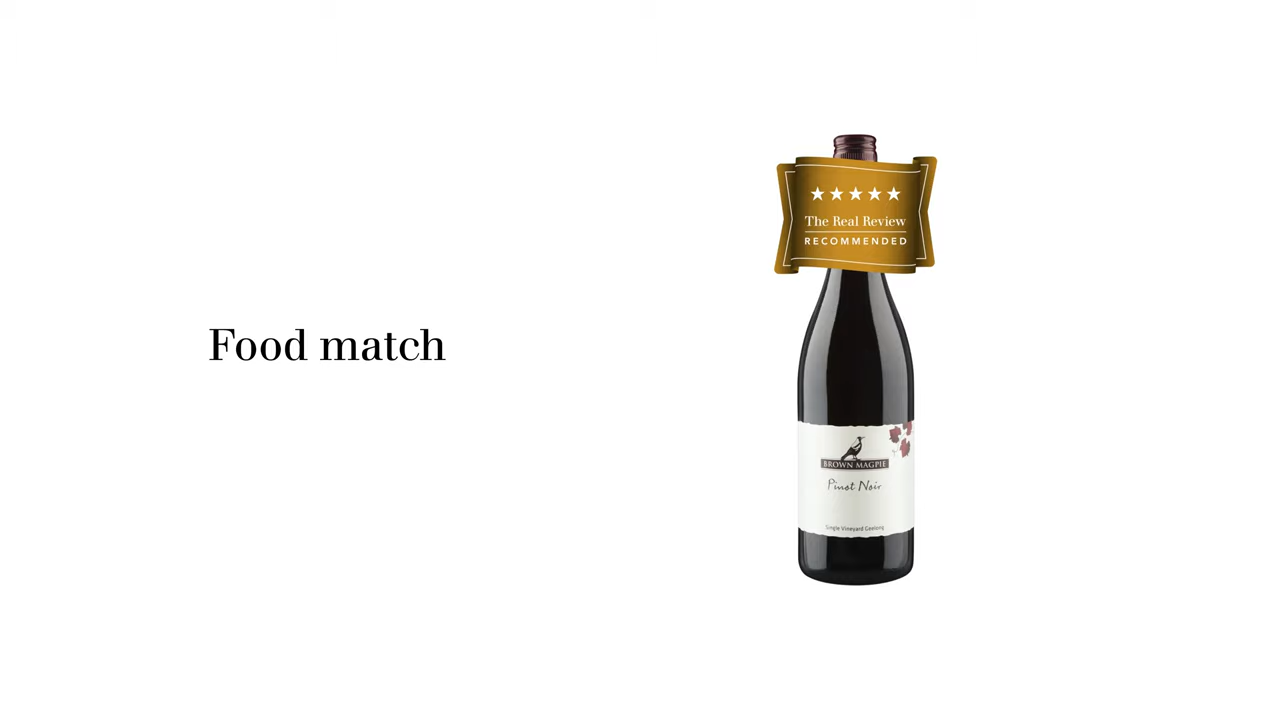 Food match
The Real Review
RECOMMENDED
BROWN MAGPIE
Pinot Noir
Single Vineyard Geelong